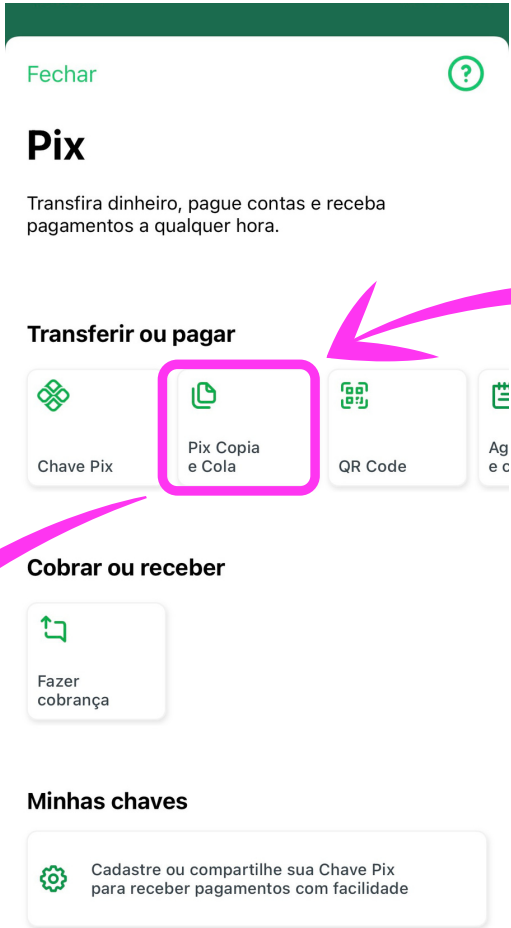 Fechar
?
Pix
Transfira dinheiro, pague contas e receba
pagamentos a qualquer hora.
Transferir ou pagar
Chave Pix
Pix Copia
e Cola
QR Code
Ag
e c
Cobrar ou receber
Fazer
cobrança
Minhas chaves
Cadastre ou compartilhe sua Chave Pix
para receber pagamentos com facilidade